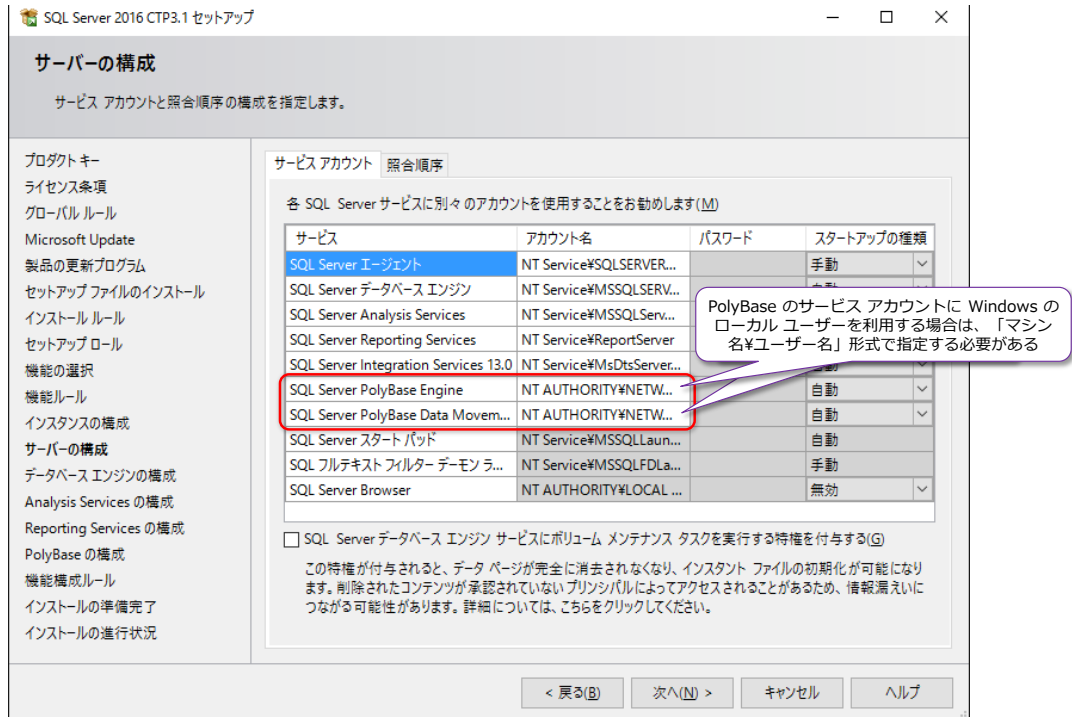 SQL Server 2016 CTP3.1 セットアップ
サーバーの構成
サービス アカウントと照合順序の構成を指定します。
プロダクト キー
ライセンス条項
グローバル ルール
Microsoft Update
製品の更新プログラム
セットアップ ファイルのインストール
インストール ルール
セットアップ ロール
機能の選択
機能ルール
インスタンスの構成
サーバーの構成
データベース エンジンの構成
Analysis Services の構成
Reporting Services の構成
PolyBase の構成
機能構成ルール
インストールの準備完了
インストールの進行状況
サービス アカウント 照合順序
各 SQL Server サービスに別々のアカウントを使用することをお勧めします(M)
サービス アカウント名 パスワード スタートアップの種類
SQL Server エージェント NT Service¥SQLSERVER... 手動
SQL Server データベース エンジン NT Service¥MSSQLSERV...
SQL Server Analysis Services NT Service¥MSSQLServ...
SQL Server Reporting Services NT Service¥ReportServer
SQL Server Integration Services 13.0 NT Service¥MsDtsServer...
SQL Server PolyBase Engine NT AUTHORITY¥NETW... 自動
SQL Server PolyBase Data Movem... NT AUTHORITY¥NETW... 自動
SQL Server スタート パッド NT Service¥MSSQLLaun... 自動
SQL フルテキスト フィルター デーモン ラ... NT Service¥MSSQLFDLa... 手動
SQL Server Browser NT AUTHORITY¥LOCAL ... 無効
PolyBase のサービス アカウントに Windows の
ローカル ユーザーを利用する場合は、「マシン
名¥ユーザー名」形式で指定する必要がある
SQL Server データベース エンジン サービスにボリューム メンテナンス タスクを実行する特権を付与する(G)
この特権が付与されると、データ ページが完全に消去されなくなり、インスタント ファイルの初期化が可能になり
ます。削除されたコンテンツが承認されていないプリンシパルによってアクセスされることがあるため、情報漏えいに
つながる可能性があります。詳細については、こちらをクリックしてください。
< 戻る(B) 次へ(N) > キャンセル ヘルプ